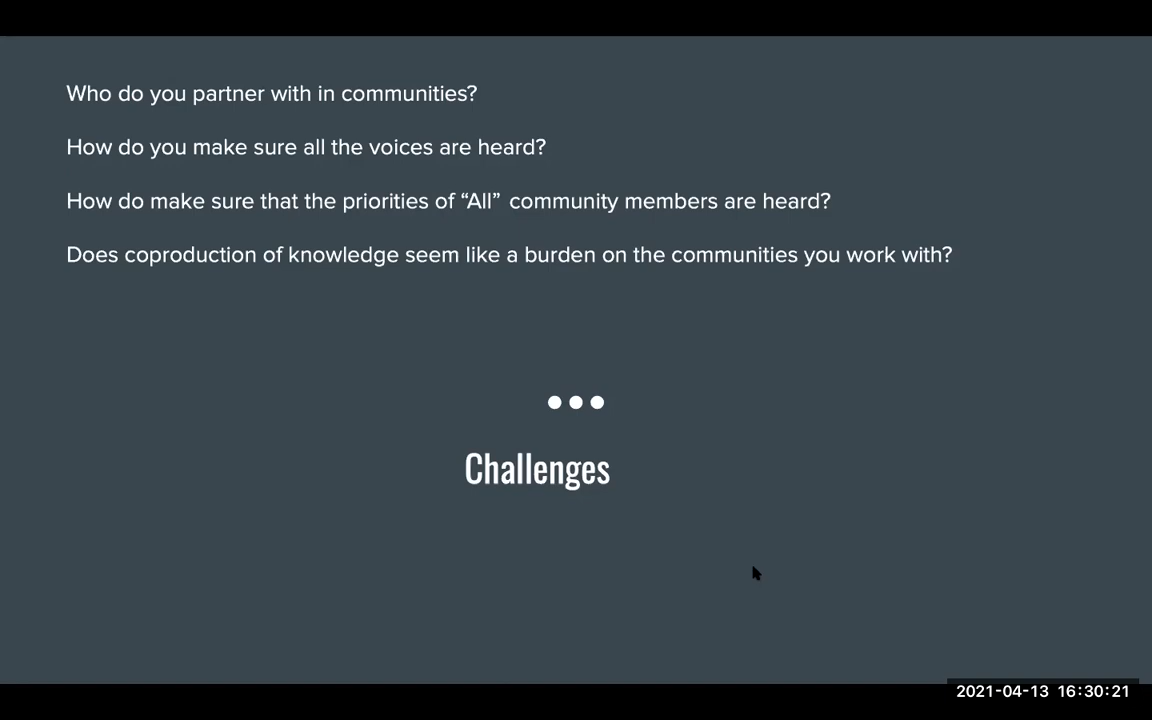 Who do you partner with in communities?
How do you make sure all the voices are heard?
How do make sure that the priorities of “All” community members are heard?
Does coproduction of knowledge seem like a burden on the communities you work with?
Challenges
2021-04-13 16:30:21